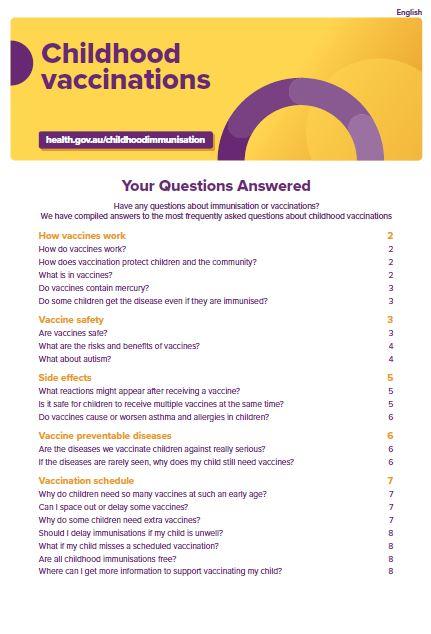 English
Childhood
vaccinations
health.gov.au/childhoodimmunisation
Your Questions Answered
Have any questions about immunisation or vaccinations?
We have compiled answers to the most frequently asked questions about childhood vaccinations
How vaccines work 2
How do vaccines work? 2
How does vaccination protect children and the community? 2
What is in vaccines? 2
Do vaccines contain mercury? 3
Do some children get the disease even if they are immunised? 3
Vaccine safety 3
Are vaccines safe? 3
What are the risks and benefits of vaccines? 4
What about autism? 4
Side effects 5
What reactions might appear after receiving a vaccine? 5
Is it safe for children to receive multiple vaccines at the same time? 5
Do vaccines cause or worsen asthma and allergies in children? 6
Vaccine preventable diseases 6
Are the diseases we vaccinate children against really serious? 6
If the diseases are rarely seen, why does my child still need vaccines? 6
Vaccination schedule 7
Why do children need so many vaccines at such an early age? 7
Can I space out or delay some vaccines? 7
Why do some children need extra vaccines? 7
Should I delay immunisations if my child is unwell? 8
What if my child misses a scheduled vaccination? 8
Are all childhood immunisations free? 8
Where can I get more information to support vaccinating my child? 8